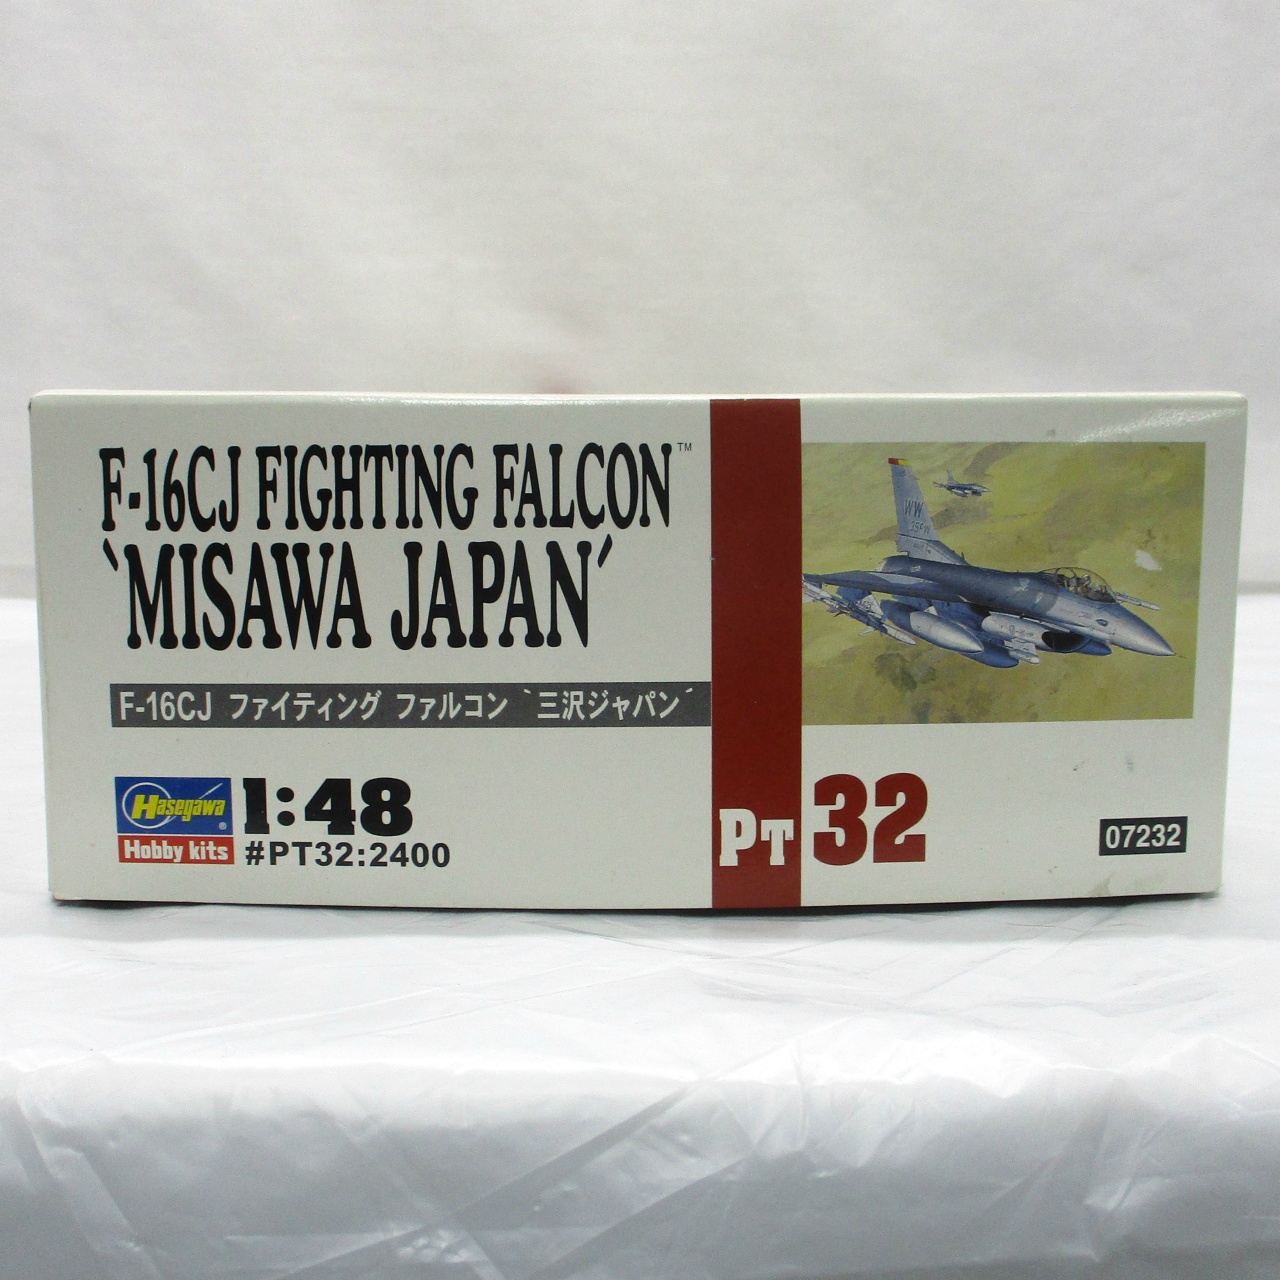 F-16CJ FIGHTING FALCON™
`MISAWA JAPAN´
F-16CJ ファイティング ファルコン `三沢ジャパン´
Hasegawa®
Hobby kits
1:48
#PT32:2400
PT 32
07232
WW